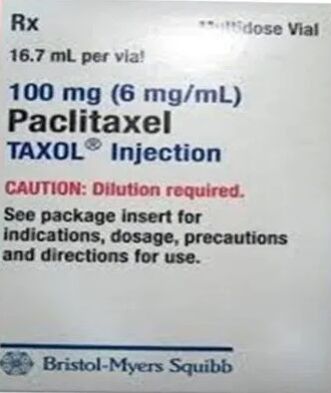 Rx
Multidose Vial
16.7 mL per vial
100 mg (6 mg/mL)
Paclitaxel
TAXOL® Injection
CAUTION: Dilution required.
See package insert for
indications, dosage, precautions
and directions for use.
Bristol-Myers Squibb